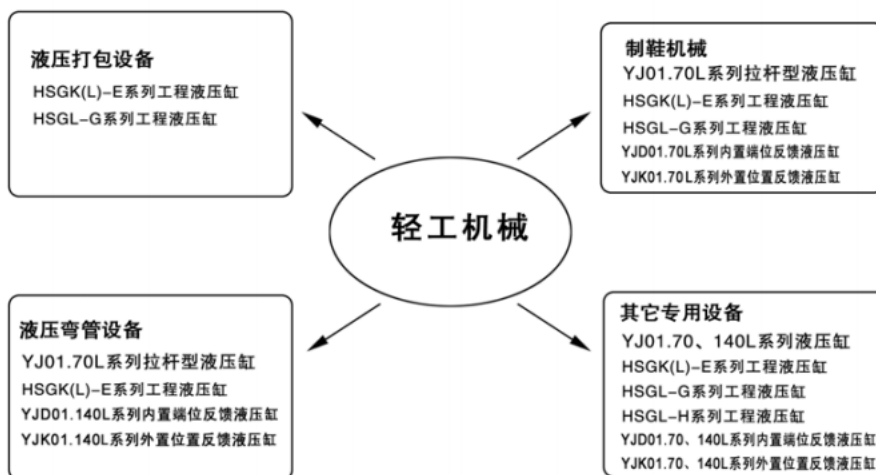 液压打包设备
HSGK(L)-E系列工程液压缸
HSGL-G系列工程液压缸
制鞋机械
YJ01.70L系列拉杆型液压缸
HSGK(L)-E系列工程液压缸
HSGL-G系列工程液压缸
YJD01.70L系列内置端位反馈液压缸
YJK01.70L系列外置位置反馈液压缸
轻工机械
液压弯管设备
YJ01.70L系列拉杆型液压缸
HSGK(L)-E系列工程液压缸
YJD01.140L系列内置端位反馈液压缸
YJK01.140L系列外置位置反馈液压缸
其它专用设备
YJ01.70、140L系列液压缸
HSGK(L)-E系列工程液压缸
HSGL-G系列工程液压缸
HSGL-H系列工程液压缸
YJD01.70、140L系列内置端位反馈液压缸
YJK01.70、140L系列外置位置反馈液压缸